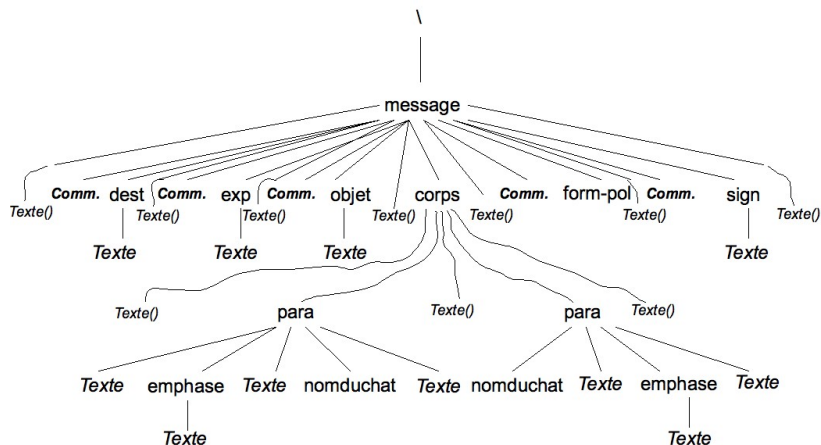 \
message
Comm. dest Comm. exp Comm. objet corps Comm. form-pol Comm. sign
Texte() Texte() Texte() Texte() Texte() Texte() Texte()
Texte Texte Texte Texte
Texte() Texte() Texte()
para para
Texte emphase Texte nomduchat Texte nomduchat Texte emphase Texte
Texte Texte